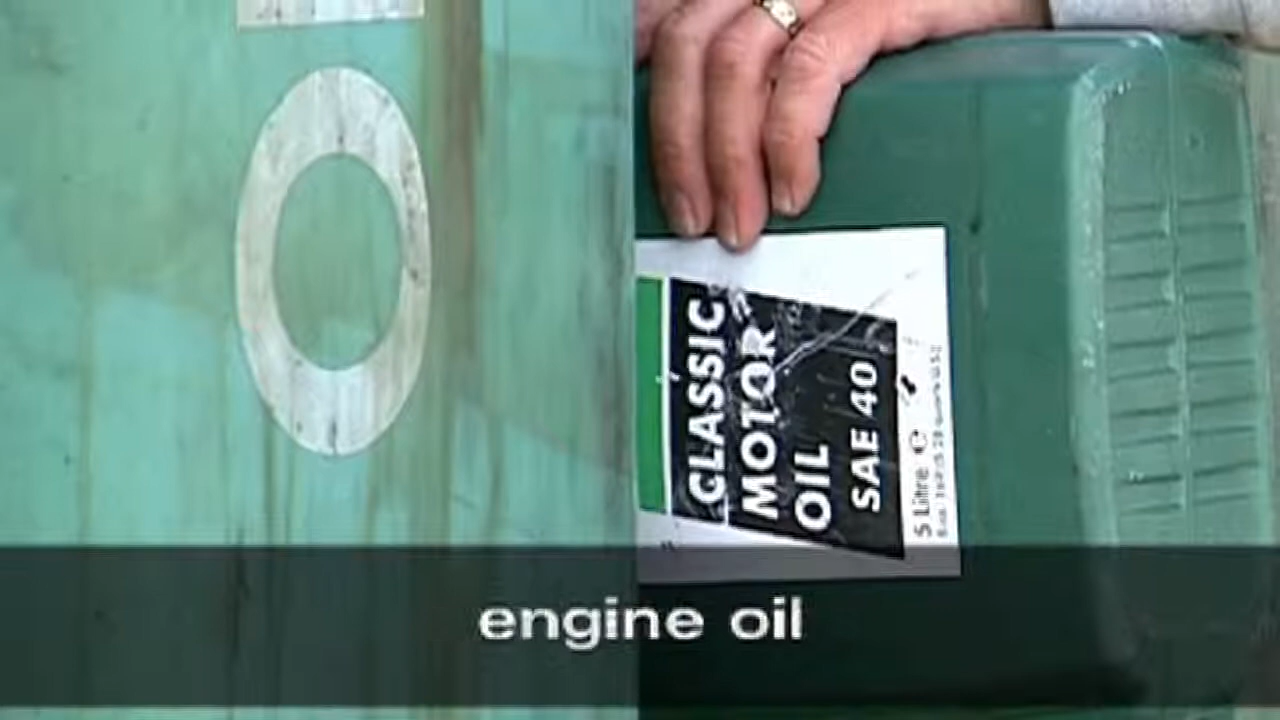 CLASSIC
MOTOR
OIL
SAE 40
5 Litre e
engine oil